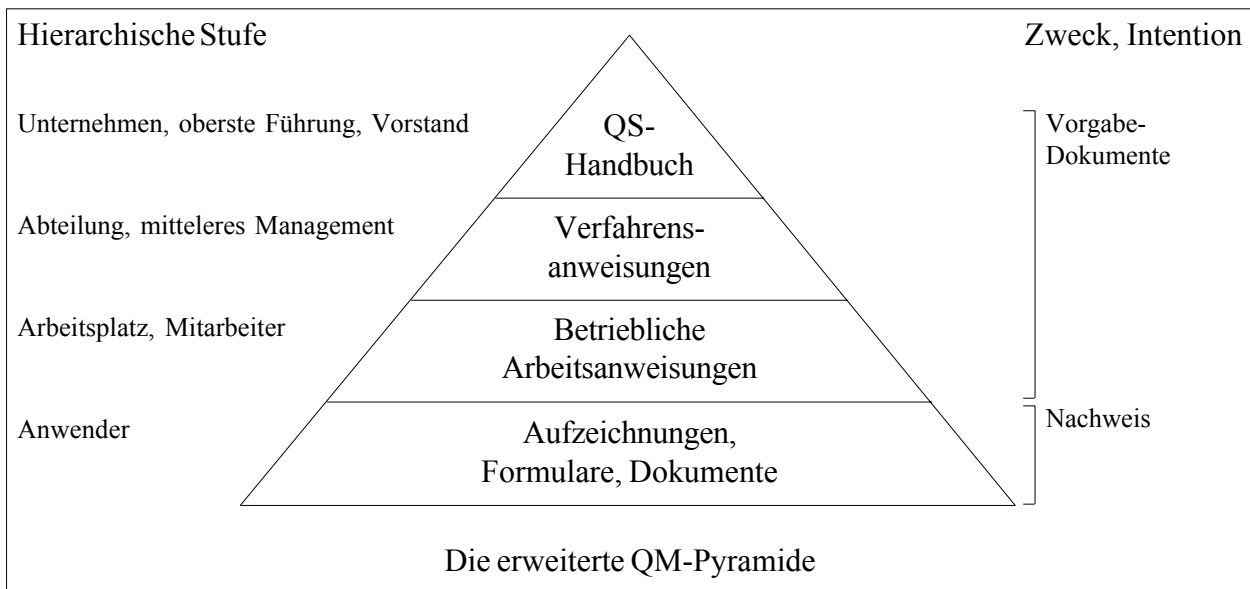 Hierarchische Stufe
Zweck, Intention
Unternehmen, oberste Führung, Vorstand
QS-
Handbuch
Vorgabe-
Dokumente
Abteilung, mitteleres Management
Verfahrens-
anweisungen
Arbeitsplatz, Mitarbeiter
Betriebliche
Arbeitsanweisungen
Anwender
Aufzeichnungen,
Formulare, Dokumente
Nachweis
Die erweiterte QM-Pyramide